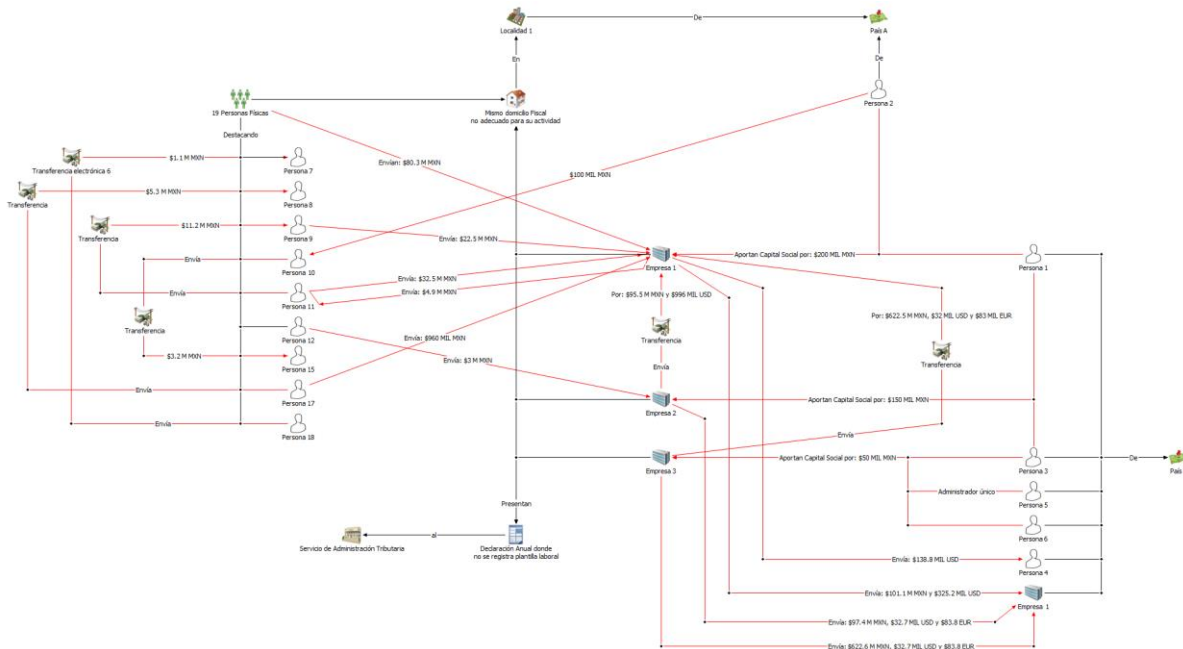 Localidad 1
De
País A
En
De
19 Personas Físicas
Mismo domicilio Fiscal
no adecuado para su actividad
Persona 2
Destacando
$1.1 M MXN
Envían: $80.3 M MXN
Transferencia electrónica 6
Persona 7
$100 MIL MXN
$5.3 M MXN
Transferencia
Persona 8
$11.2 M MXN
Transferencia
Persona 9
Envía: $22.5 M MXN
Envía
Persona 10
Aportan Capital Social por: $200 MIL MXN
Empresa 1
Persona 1
Envía: $32.5 M MXN
Envía
Envía: $4.9 M MXN
Persona 11
Por: $95.5 M MXN y $996 MIL USD
Por: $622.5 M MXN, $32 MIL USD y $83 MIL EUR
Transferencia
Persona 12
Envía: $960 MIL MXN
Transferencia
Transferencia
$3.2 M MXN
Persona 15
Envía: $3 M MXN
Envía
Envía
Persona 17
Empresa 2
Aportan Capital Social por: $150 MIL MXN
Envía
Persona 18
Envía
Empresa 3
Aportan Capital Social por: $50 MIL MXN
Persona 3
De
País
Administrador único
Persona 5
Presentan
Persona 6
Servicio de Administración Tributaria
al
Declaración Anual donde
no se registra plantilla laboral
Envía: $138.8 MIL USD
Persona 4
Envía: $101.1 M MXN y $325.2 MIL USD
Empresa 1
Envía: $97.4 M MXN, $32.7 MIL USD y $83.8 EUR
Envía: $622.6 M MXN, $32.7 MIL USD y $83.8 EUR